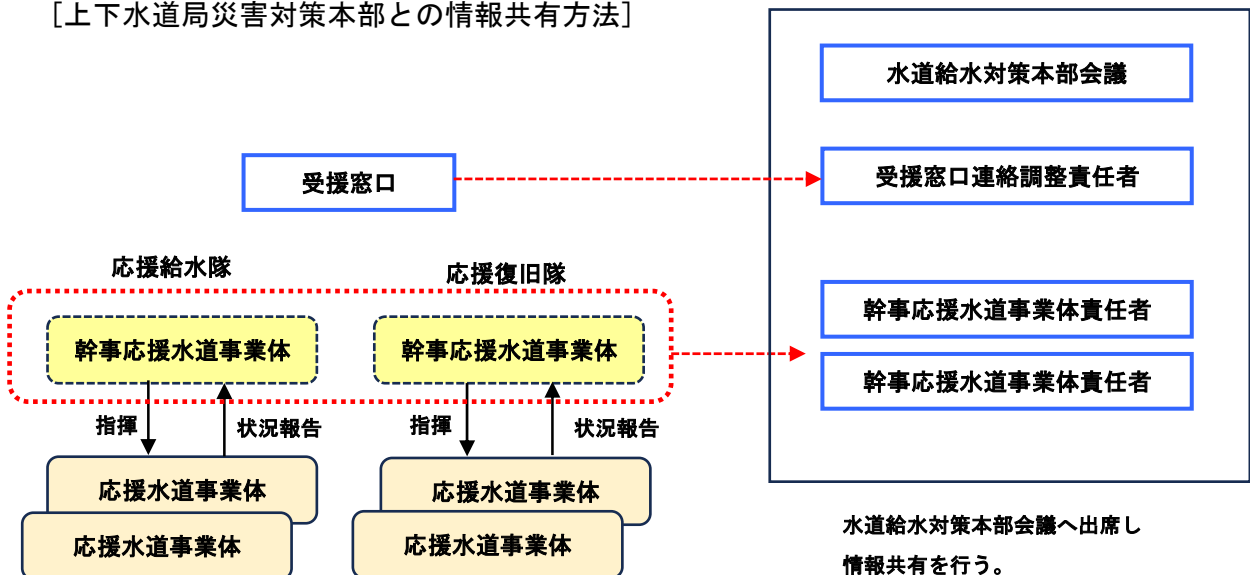 [上下水道局災害対策本部との情報共有方法]
水道給水対策本部会議
受援窓口
受援窓口連絡調整責任者
応援給水隊
応援復旧隊
幹事応援水道事業体
幹事応援水道事業体
幹事応援水道事業体責任者
幹事応援水道事業体責任者
指揮
状況報告
指揮
状況報告
応援水道事業体
応援水道事業体
応援水道事業体
応援水道事業体
水道給水対策本部会議へ出席し
情報共有を行う。